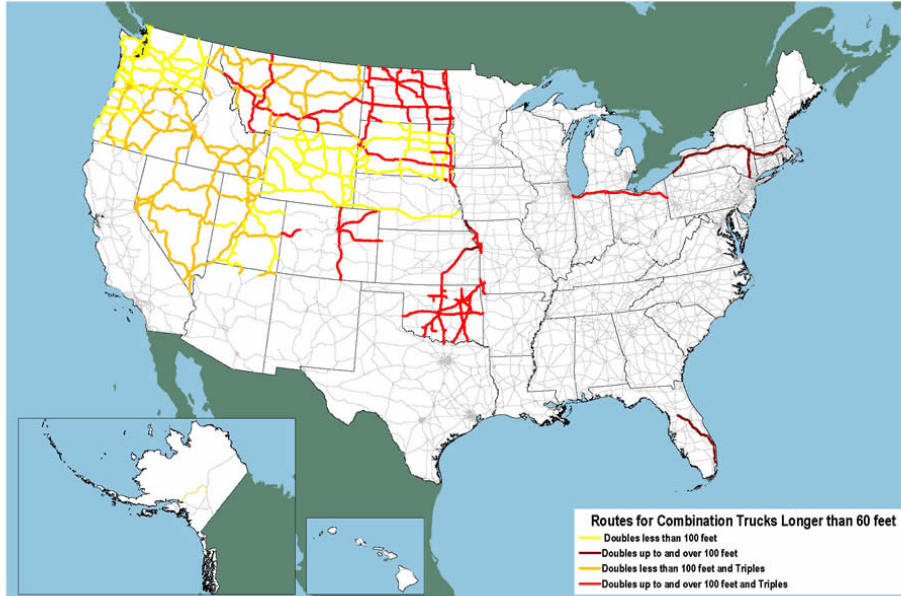 Routes for Combination Trucks Longer than 60 feet
Doubles less than 100 feet
Doubles up to and over 100 feet
Doubles less than 100 feet and Triples
Doubles up to and over 100 feet and Triples